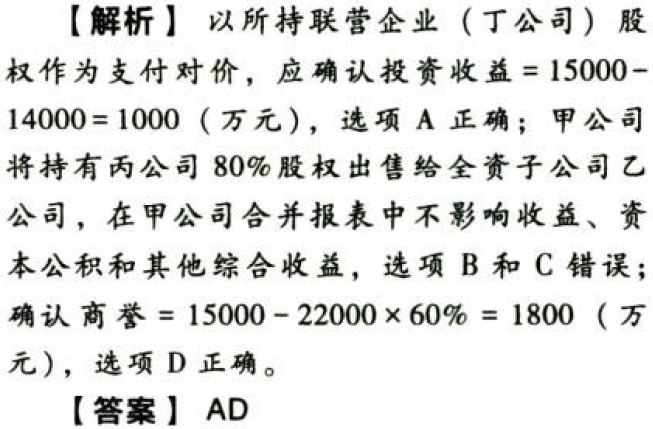 【解析】 以所持联营企业（丁公司）股
权作为支付对价，应确认投资收益=15000-
14000=1000（万元），选项 A 正确；甲公司
将持有丙公司 80%股权出售给全资子公司乙
公司，在甲公司合并报表中不影响收益、资
本公积和其他综合收益，选项 B 和 C 错误；
确认商誉 = 15000 - 22000 × 60% = 1800（万
元），选项 D 正确。
【答案】 AD